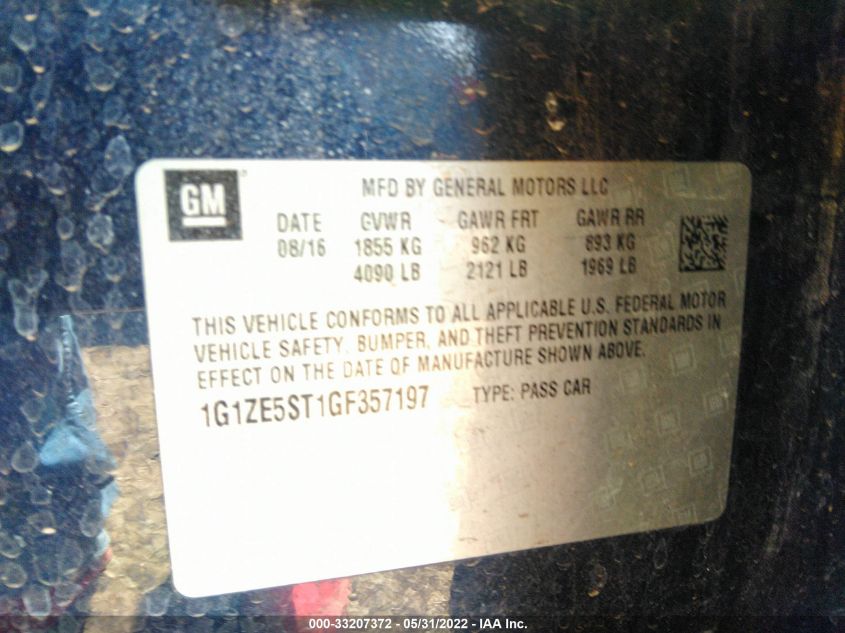 GM
MFD BY GENERAL MOTORS LLC
DATE GVWR GAWR FRT GAWR RR
08/16 1855 KG 962 KG 893 KG
4090 LB 2121 LB 1969 LB
THIS VEHICLE CONFORMS TO ALL APPLICABLE U.S. FEDERAL MOTOR
VEHICLE SAFETY, BUMPER, AND THEFT PREVENTION STANDARDS IN
EFFECT ON THE DATE OF MANUFACTURE SHOWN ABOVE.
1G1ZE5ST1GF357197 TYPE: PASS CAR
000-33207372 - 05/31/2022 - IAA Inc.